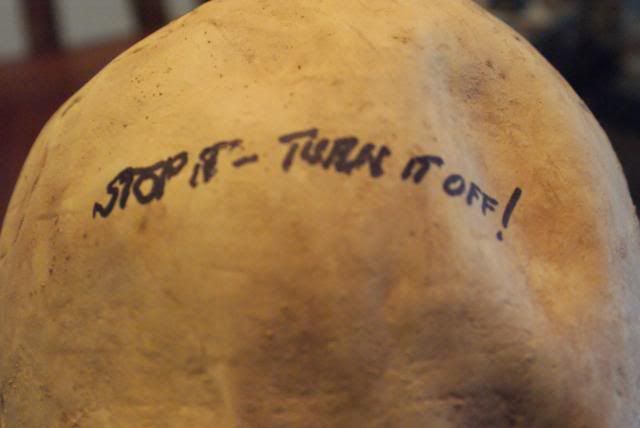 STOP IT - TURN IT OFF!